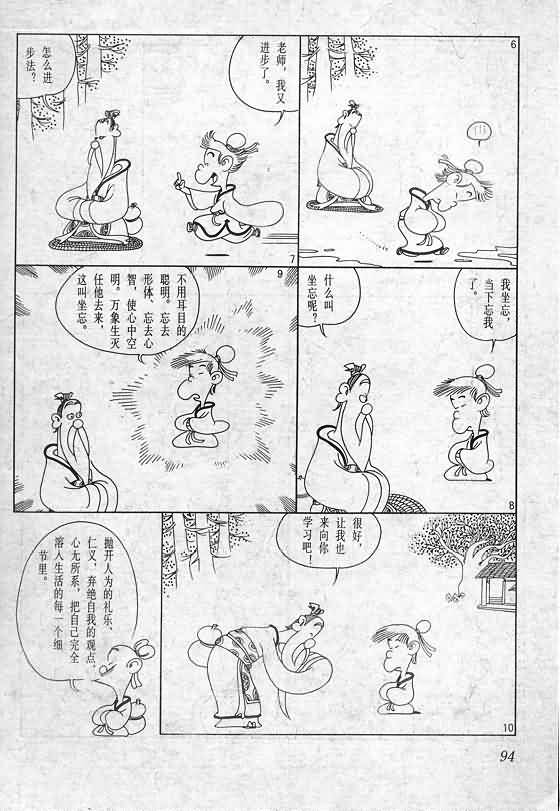 6
老师，我又
进步了。
怎么进
步法？
7
我坐忘，
当下忘我
了。
什么叫
坐忘呢？
8
9
不用耳目的
聪明。忘去
形体、忘去心
智，使心中空
明。万象生灭
任他去来，
这叫坐忘。
很好，
让我也
来向你
学习吧！
10
抛开人为的礼乐、
仁义、弃绝自我的观点，
心无所系，把自己完全
溶入生活的每一个细
节里。
94